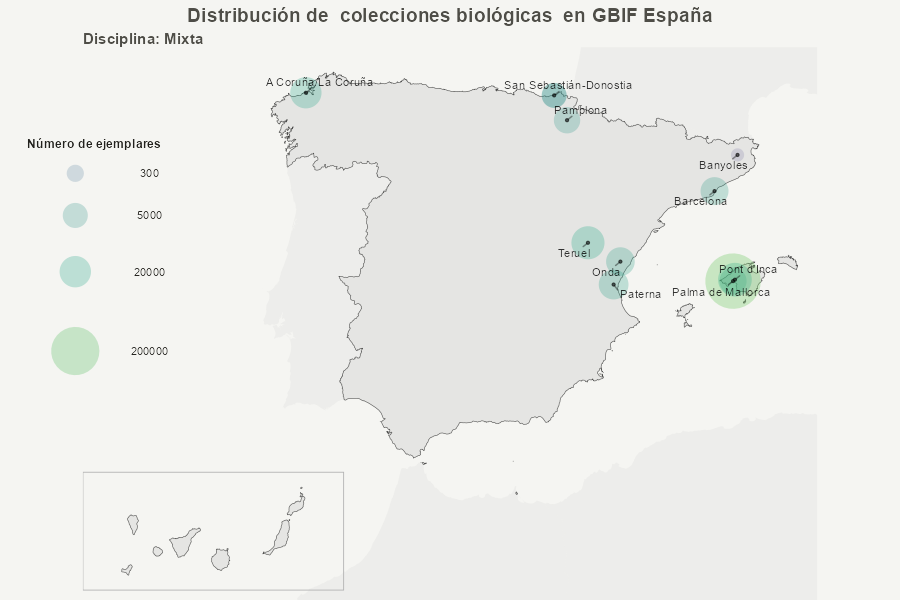 Distribución de colecciones biológicas en GBIF España
Disciplina: Mixta
A Coruña/La Coruña
San Sebastián-Donostia
Pamplona
Número de ejemplares
300
5000
20000
200000
Banyoles
Barcelona
Teruel
Onda
Paterna
Pont d'Inca
Palma de Mallorca